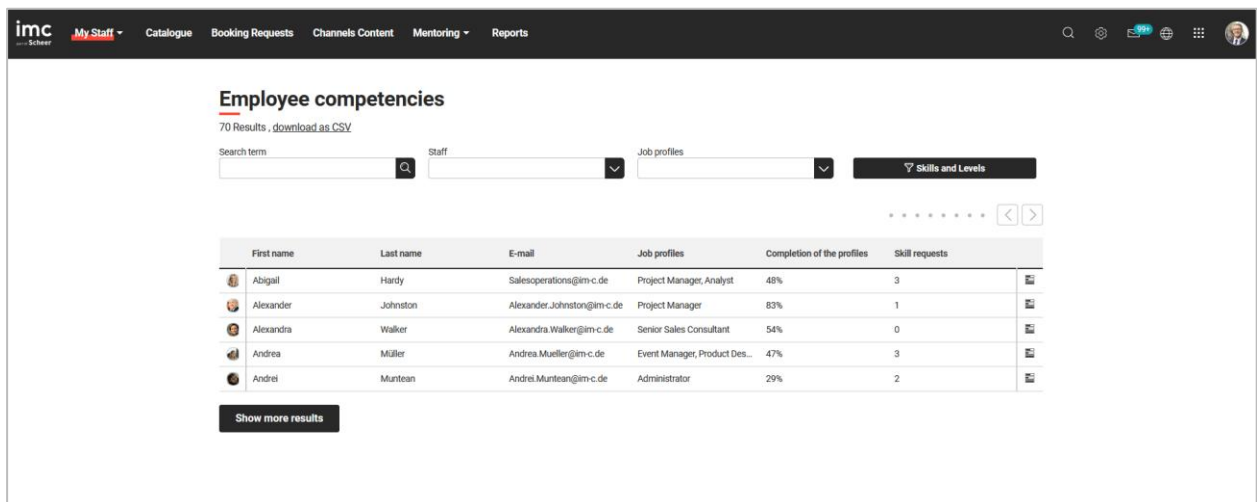 imc
Scheer
My Staff
Catalogue
Booking Requests
Channels Content
Mentoring
Reports
99+
Employee competencies
70 Results , download as CSV
Search term
Staff
Job profiles
Skills and Levels
First name Last name E-mail Job profiles Completion of the profiles Skill requests
Abigail Hardy Salesoperations@im-c.de Project Manager, Analyst 48% 3
Alexander Johnston Alexander.Johnston@im-c.de Project Manager 83% 1
Alexandra Walker Alexandra.Walker@im-c.de Senior Sales Consultant 54% 0
Andrea Müller Andrea.Mueller@im-c.de Event Manager, Product Des... 47% 3
Andrei Muntean Andrei.Muntean@im-c.de Administrator 29% 2
Show more results